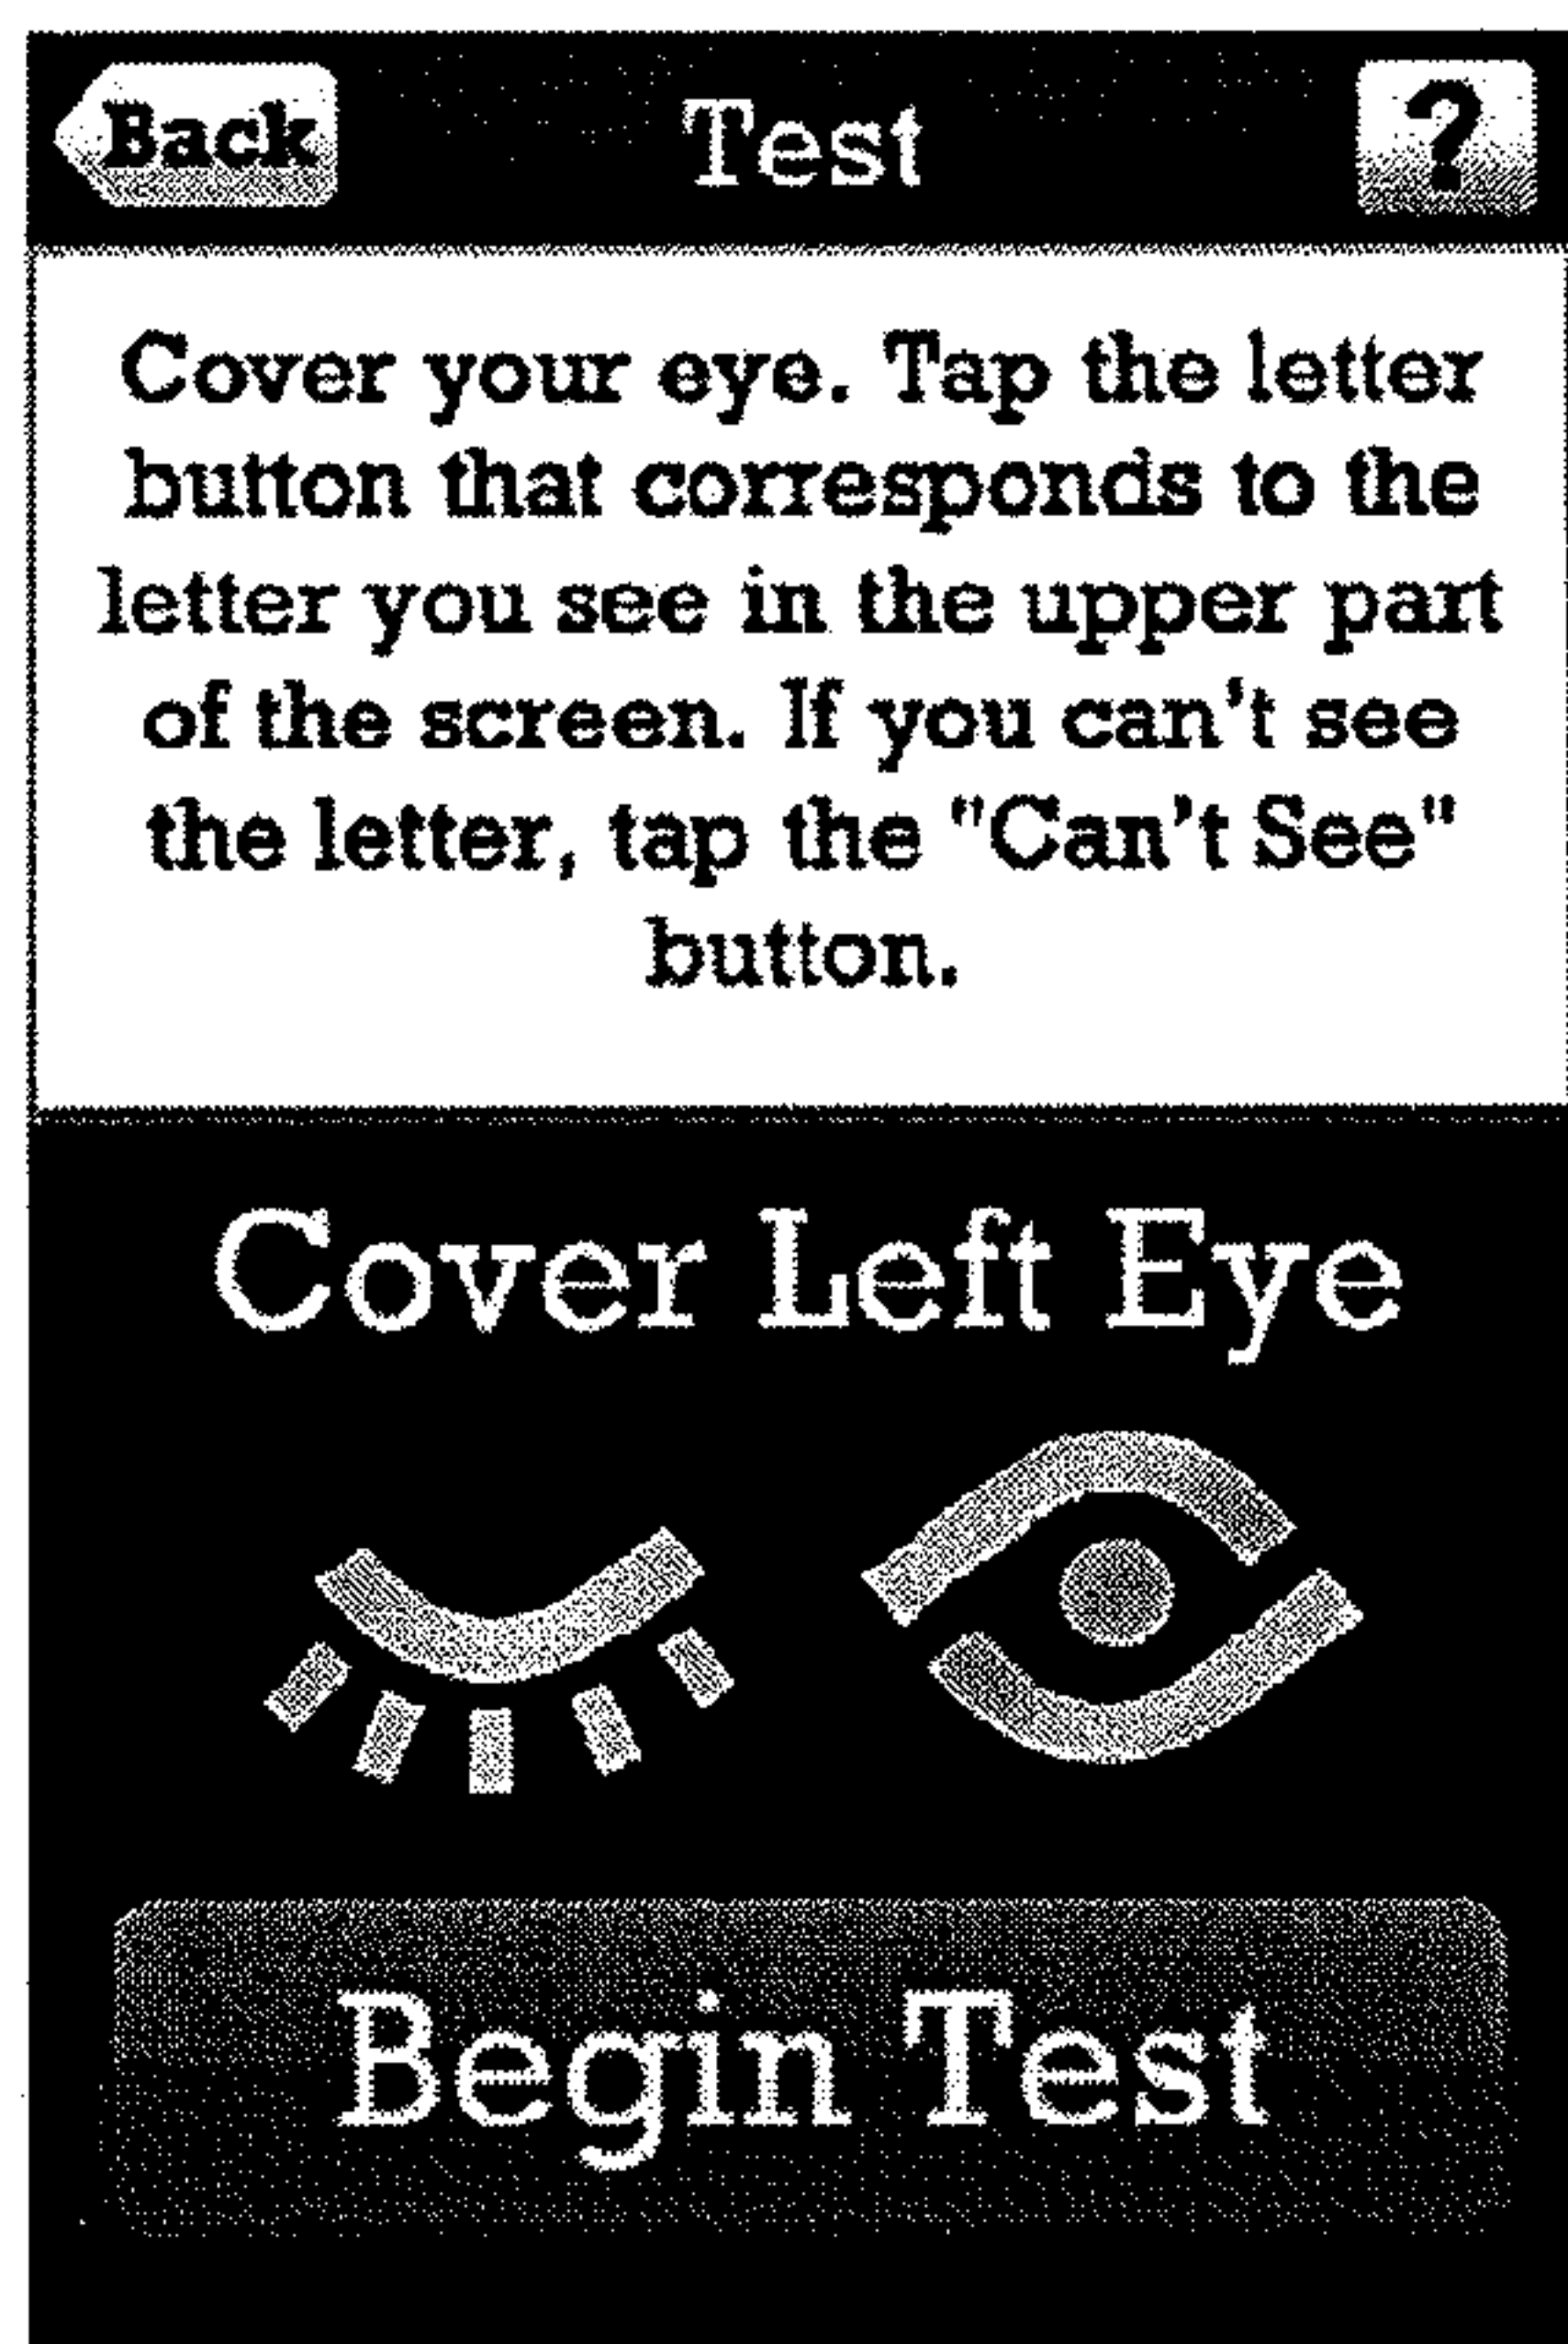 Back
Test
?
Cover your eye. Tap the letter
button that corresponds to the
letter you see in the upper part
of the screen. If you can't see
the letter, tap the "Can't See"
button.
Cover Left Eye
Begin Test